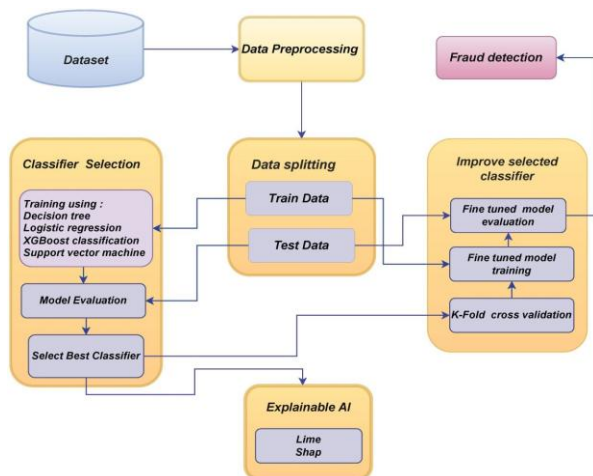 Dataset
Data Preprocessing
Fraud detection
Classifier Selection
Training using :
Decision tree
Logistic regression
XGBoost classification
Support vector machine
Model Evaluation
Select Best Classifier
Data splitting
Train Data
Test Data
Improve selected
classifier
Fine tuned model
evaluation
Fine tuned model
training
K-Fold cross validation
Explainable AI
Lime
Shap